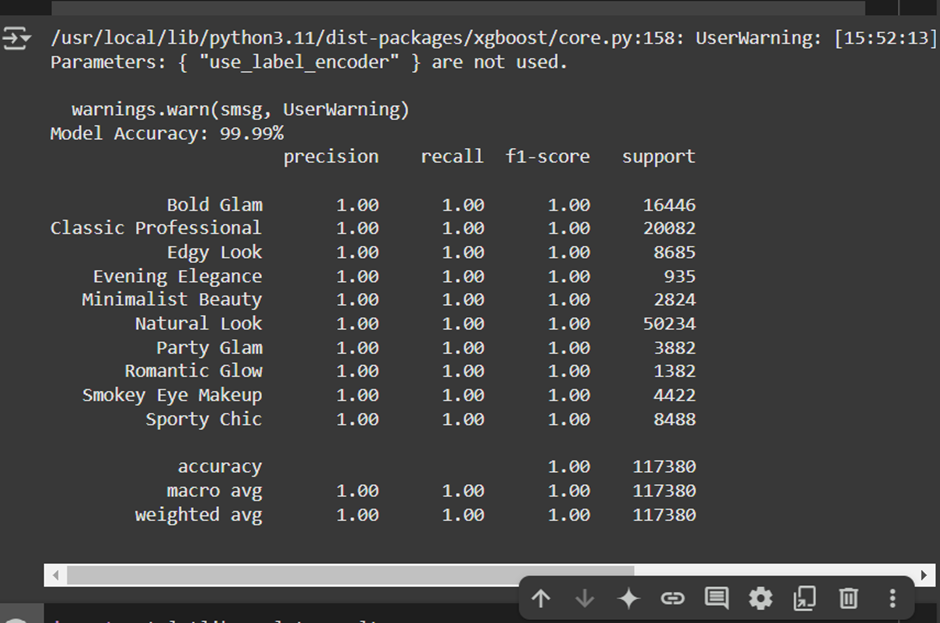 /usr/local/lib/python3.11/dist-packages/xgboost/core.py:158: UserWarning: [15:52:13]
Parameters: { "use_label_encoder" } are not used.
warnings.warn(smsg, UserWarning)
Model Accuracy: 99.99%
precision recall f1-score support
Bold Glam 1.00 1.00 1.00 16446
Classic Professional 1.00 1.00 1.00 20082
Edgy Look 1.00 1.00 1.00 8685
Evening Elegance 1.00 1.00 1.00 935
Minimalist Beauty 1.00 1.00 1.00 2824
Natural Look 1.00 1.00 1.00 50234
Party Glam 1.00 1.00 1.00 3882
Romantic Glow 1.00 1.00 1.00 1382
Smokey Eye Makeup 1.00 1.00 1.00 4422
Sporty Chic 1.00 1.00 1.00 8488
accuracy 1.00 117380
macro avg 1.00 1.00 1.00 117380
weighted avg 1.00 1.00 1.00 117380